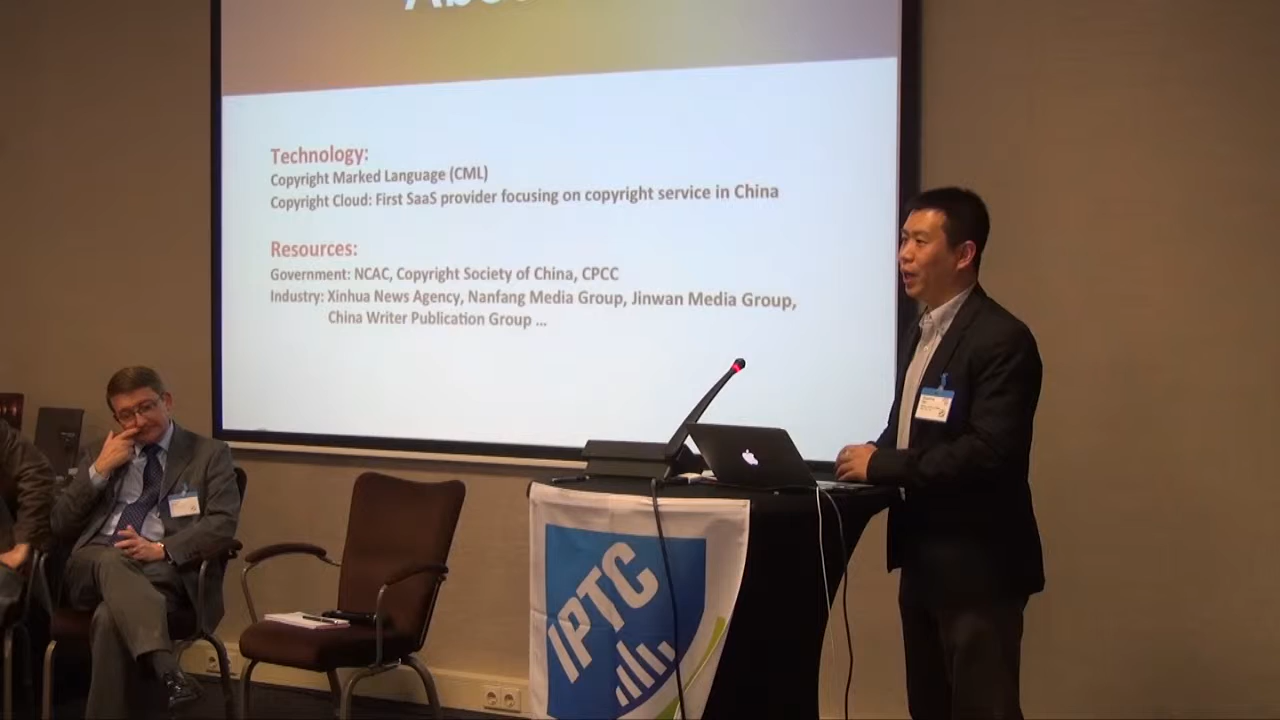 Technology:
Copyright Marked Language (CML)
Copyright Cloud: First SaaS provider focusing on copyright service in China
Resources:
Government: NCAC, Copyright Society of China, CPCC
Industry: Xinhua News Agency, Nanfang Media Group, Jinwan Media Group,
China Writer Publication Group ...
IPTC